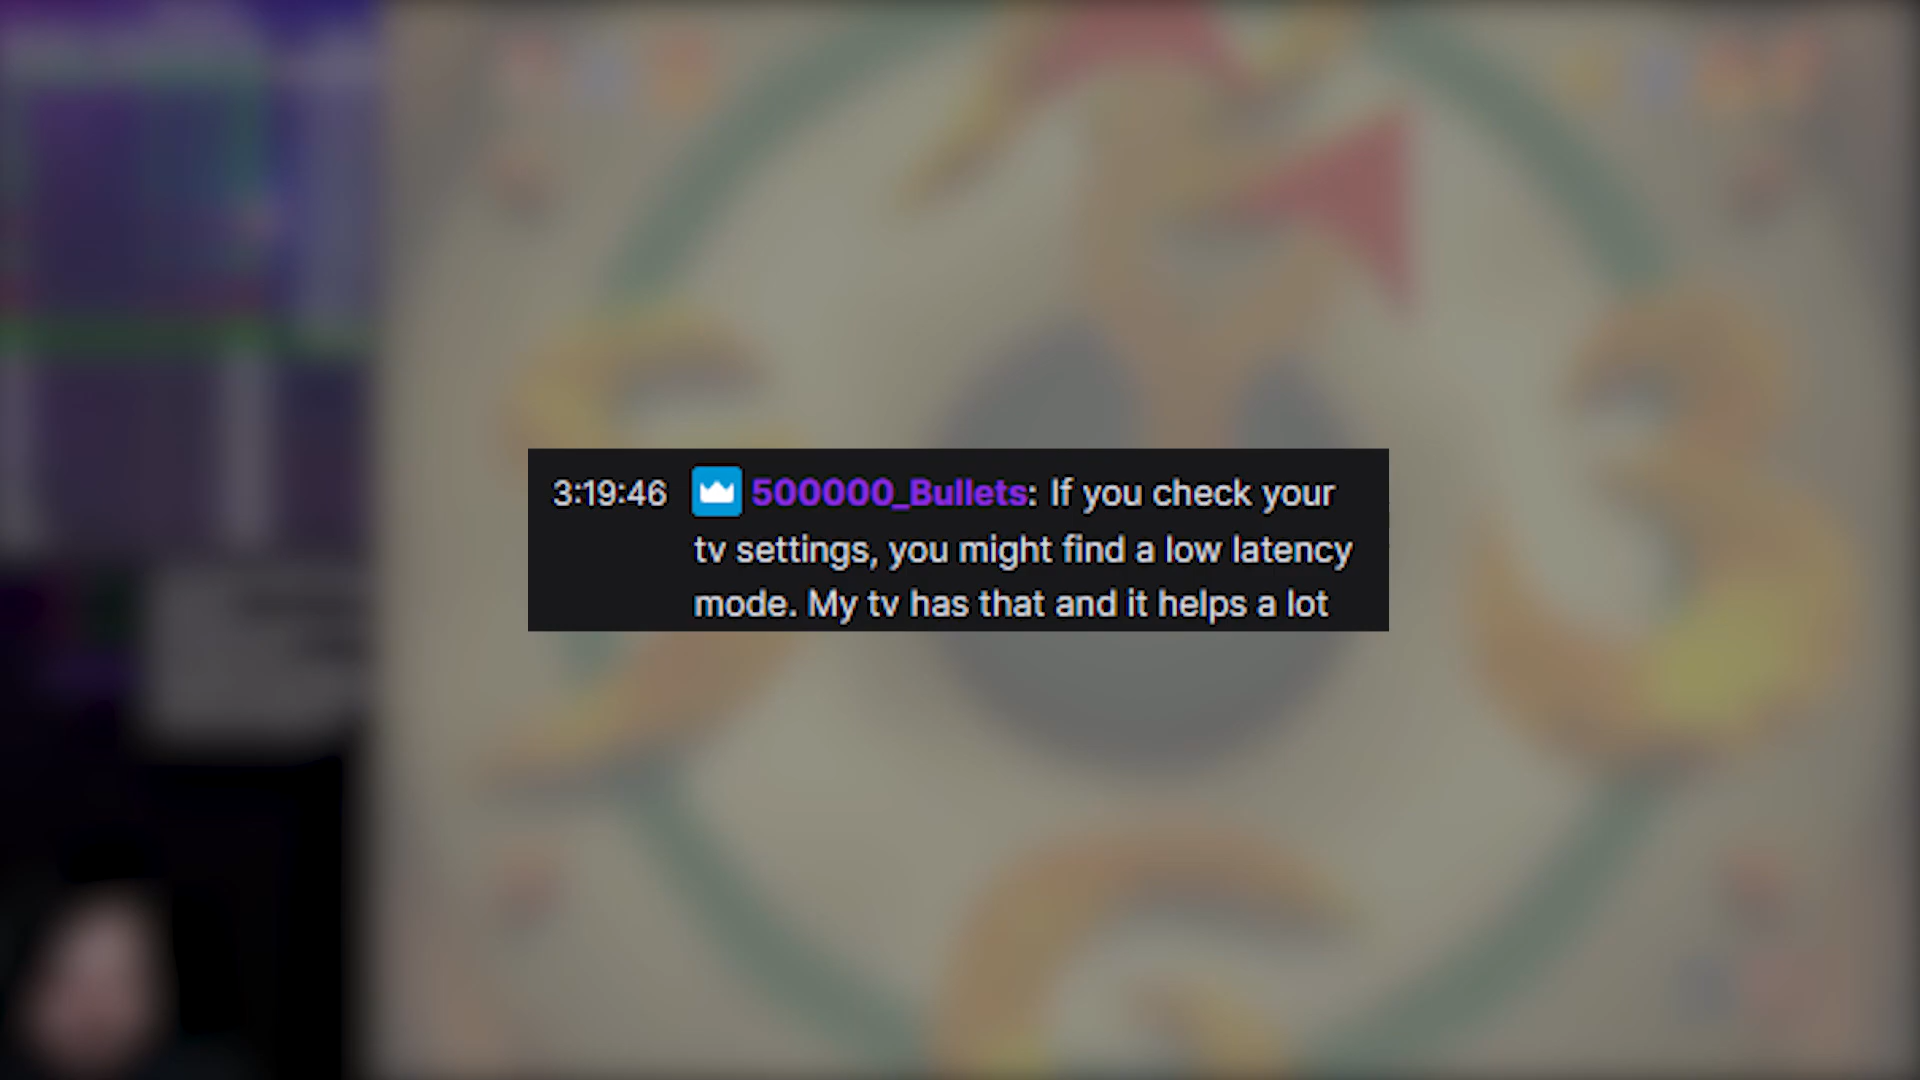 3:19:46 500000_Bullets: If you check your
tv settings, you might find a low latency
mode. My tv has that and it helps a lot